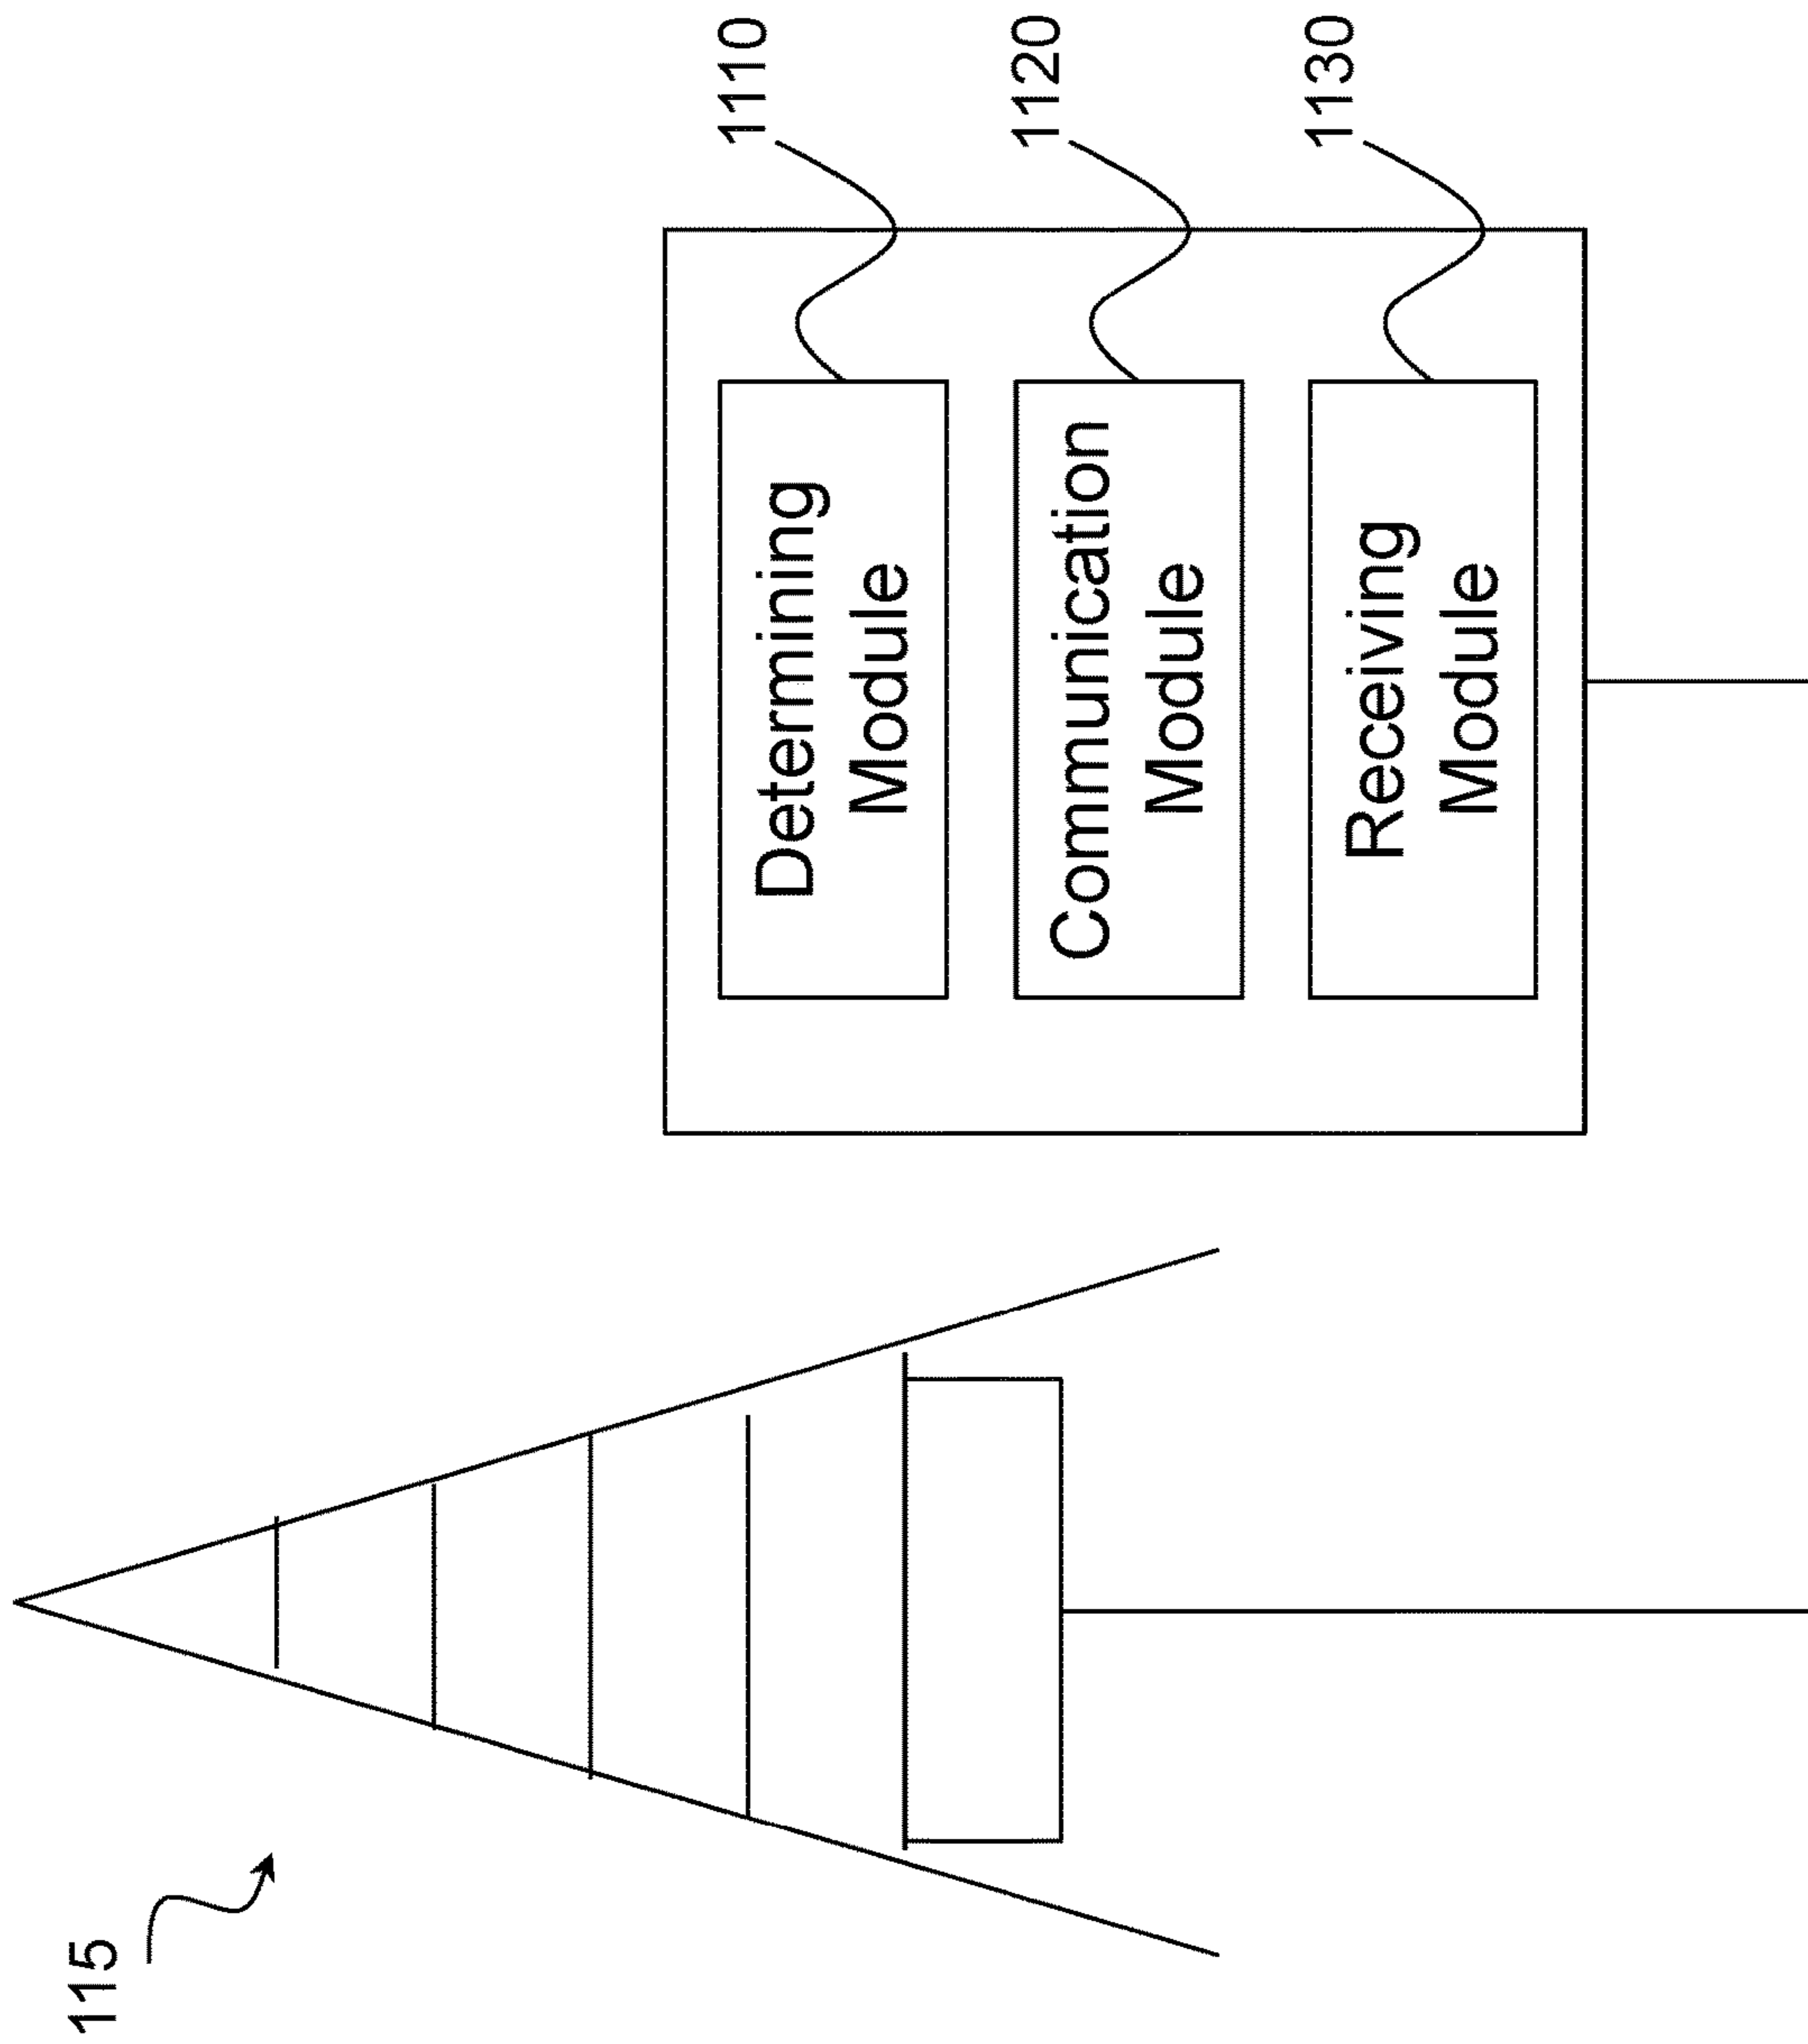 115
Determining
Module
1110
Communication
Module
1120
Receiving
Module
1130